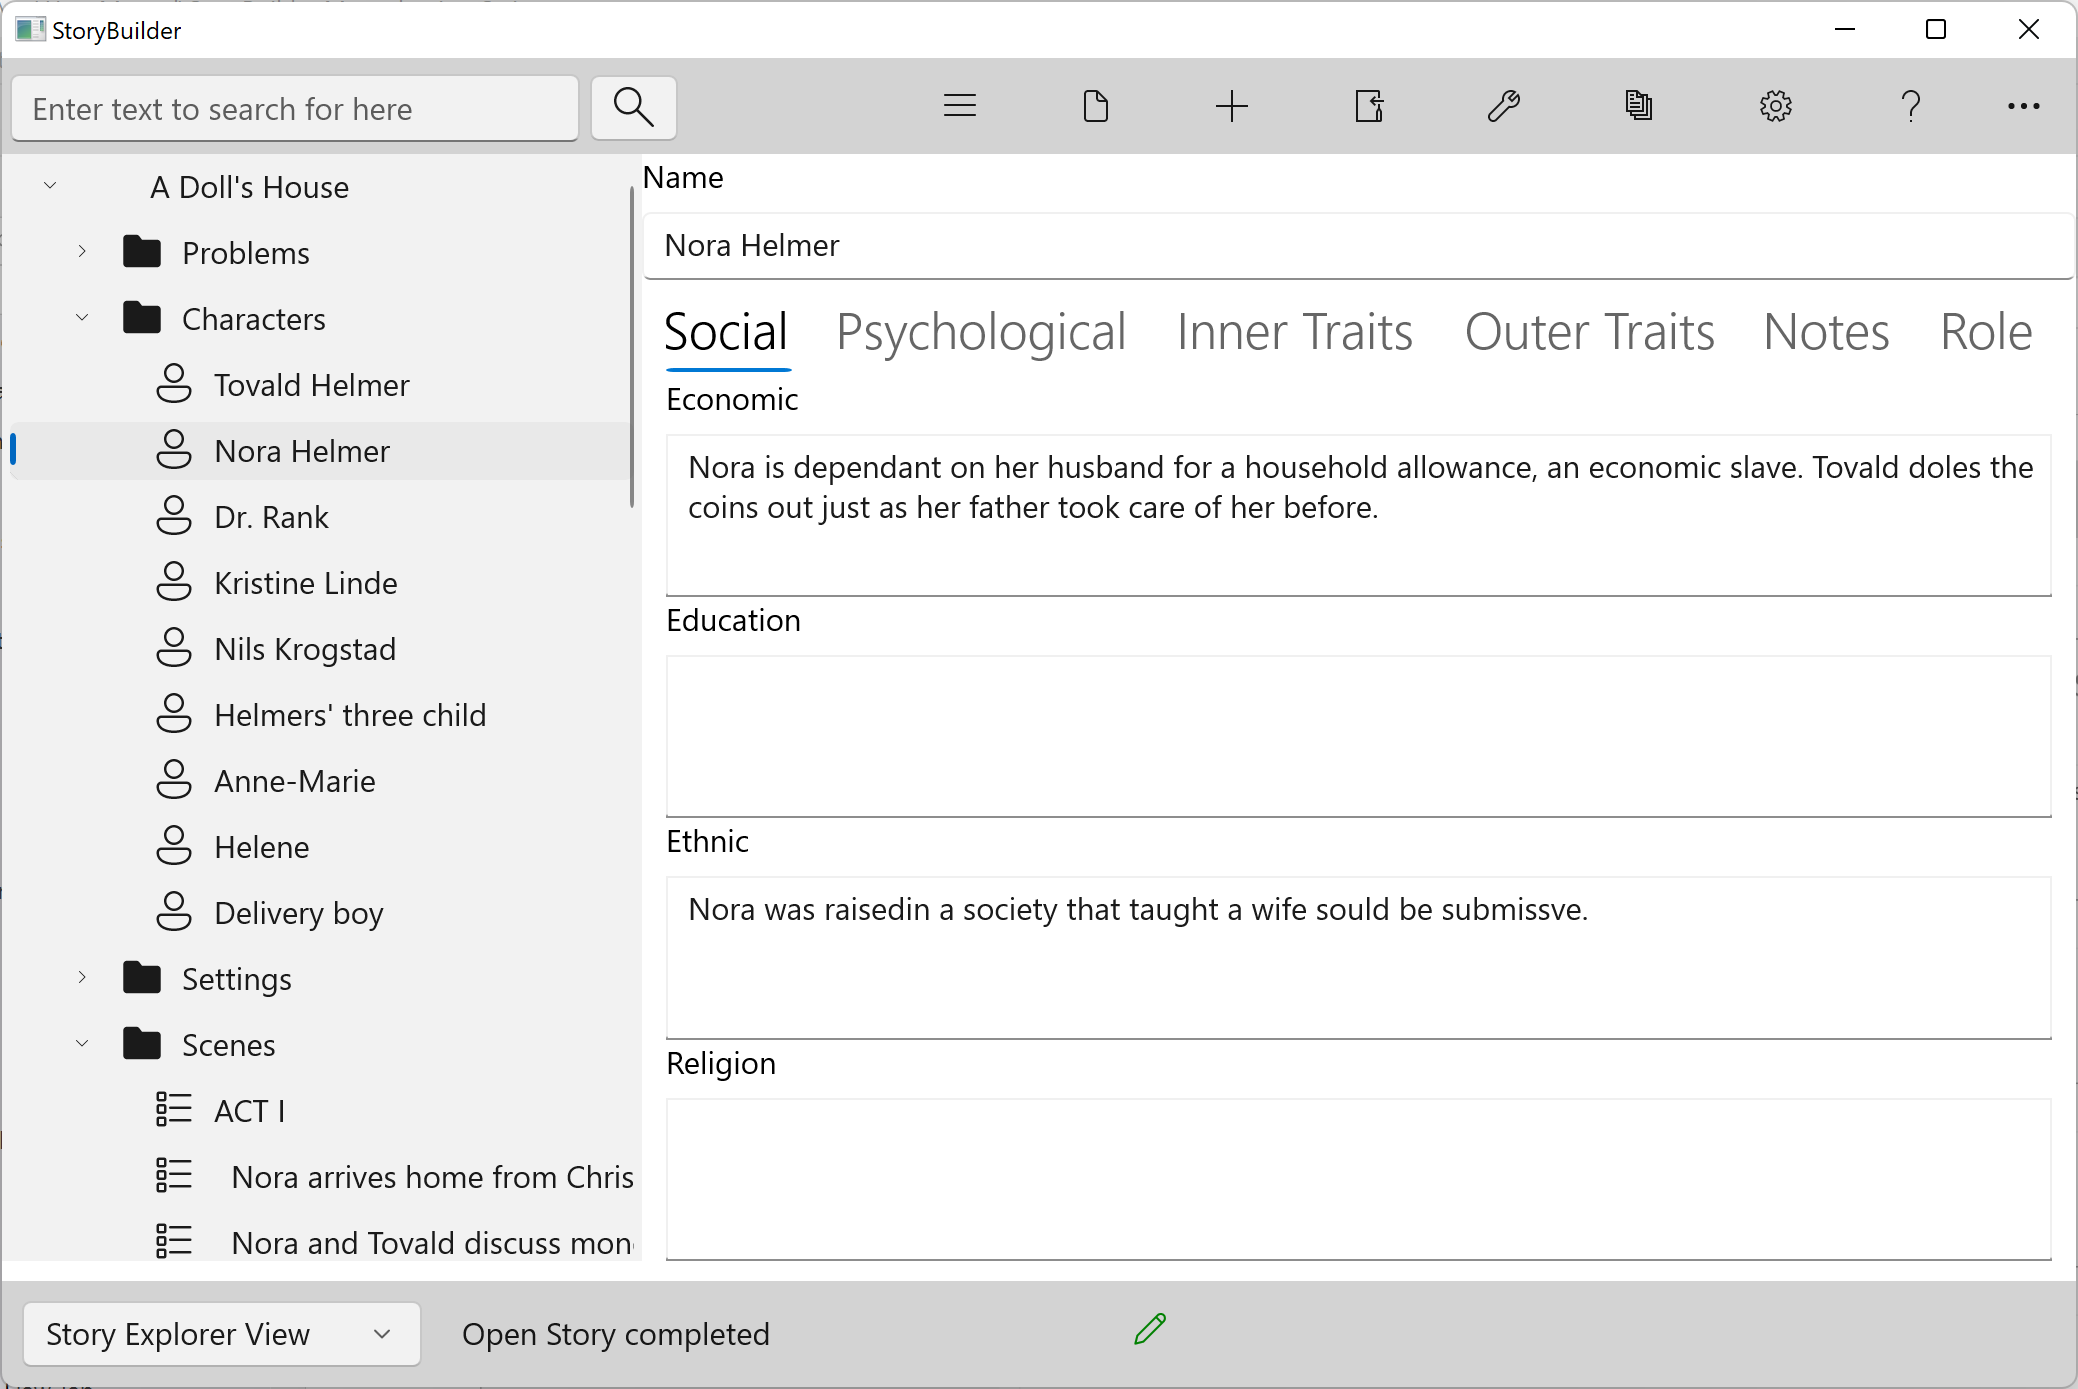 StoryBuilder
Enter text to search for here
A Doll's House
Problems
Characters
Tovald Helmer
Nora Helmer
Dr. Rank
Kristine Linde
Nils Krogstad
Helmers' three child
Anne-Marie
Helene
Delivery boy
Settings
Scenes
ACT I
Nora arrives home from Chris
Nora and Tovald discuss mon
Name
Nora Helmer
Social Psychological Inner Traits Outer Traits Notes Role
Economic
Nora is dependant on her husband for a household allowance, an economic slave. Tovald doles the
coins out just as her father took care of her before.
Education
Ethnic
Nora was raisedin a society that taught a wife sould be submissve.
Religion
Story Explorer View
Open Story completed